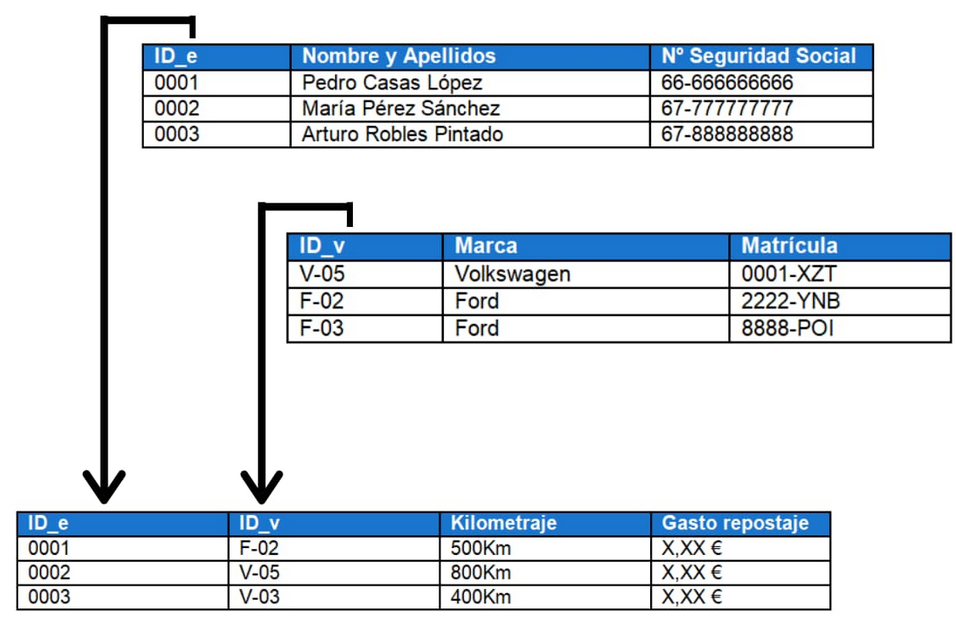 ID_e Nombre y Apellidos Nº Seguridad Social
0001 Pedro Casas López 66-666666666
0002 María Pérez Sánchez 67-777777777
0003 Arturo Robles Pintado 67-888888888
ID_v Marca Matrícula
V-05 Volkswagen 0001-XZT
F-02 Ford 2222-YNB
F-03 Ford 8888-POI
ID_e ID_v Kilometraje Gasto repostaje
0001 F-02 500Km X,XX €
0002 V-05 800Km X,XX €
0003 V-03 400Km X,XX €